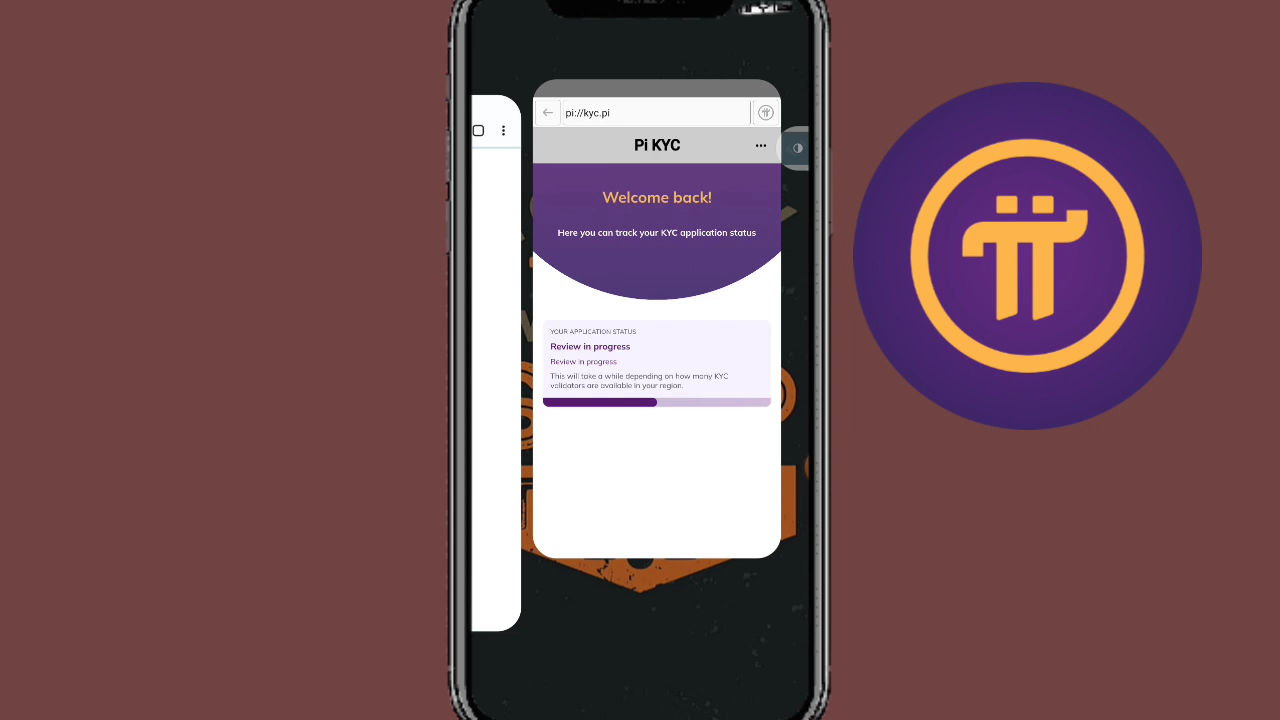 pi://kyc.pi
Pi KYC
Welcome back!
Here you can track your KYC application status
YOUR APPLICATION STATUS
Review in progress
Review in progress
This will take a while depending on how many KYC
validators are available in your region.